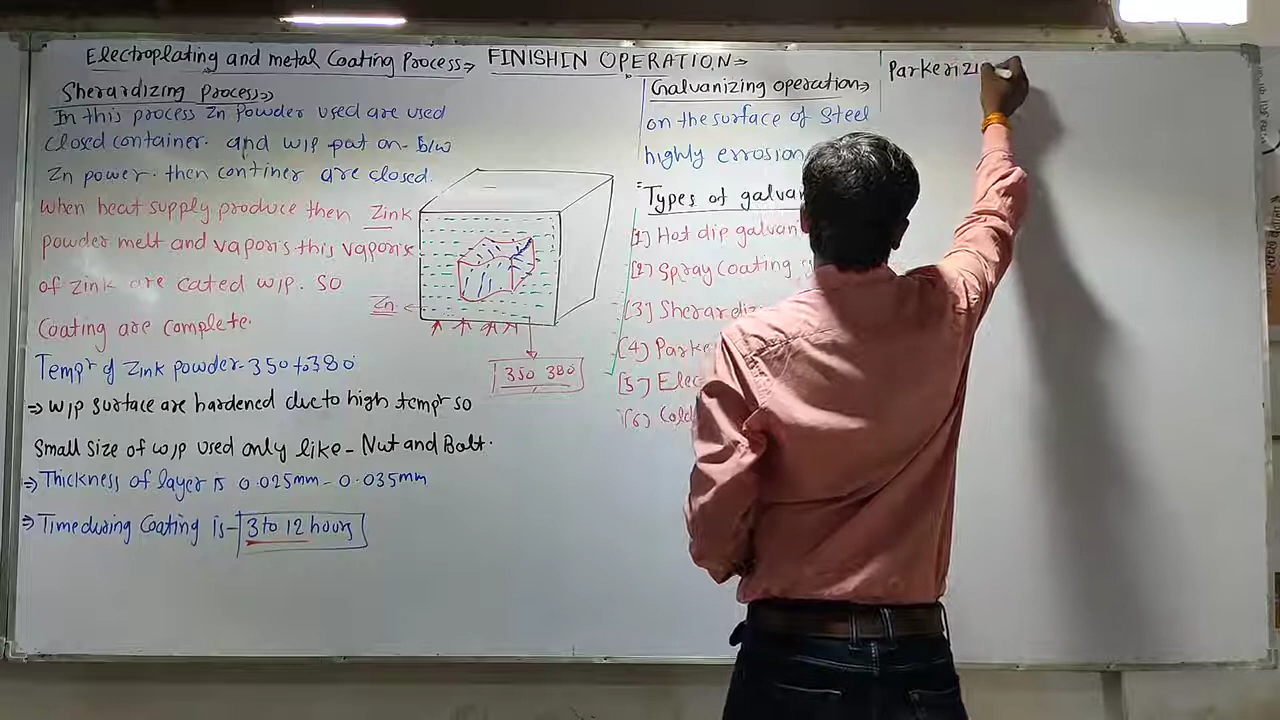 Electroplating and metal Coating Process⇒ FINISHIN OPERATION⇒
Sherardizing Process⇒
In this process Zn Powder used are used
closed container. and w/p put on b/w
Zn power. then continer are closed.
When heat supply produce then Zink
powder melt and vaporis this vaporise
of zink are cated w/p. so
Coating are complete.
Tempr of Zink powder-350 to 380
⇒ w/p surface are hardened due to high tempr so
Small size of w/p used only like - Nut and Bolt.
⇒ Thickness of layer is 0.025mm - 0.035mm
⇒ Time during Coating is - 3 to 12 hours
Zn
350 380
Galvanizing operation⇒
on the surface of Steel
highly errosion
Types of galva
[1] Hot dip galvani
[2] Spray Coating
[3] Sherardiz
[4] Parke
[5] Elec
[6] Cold
Parkerizi